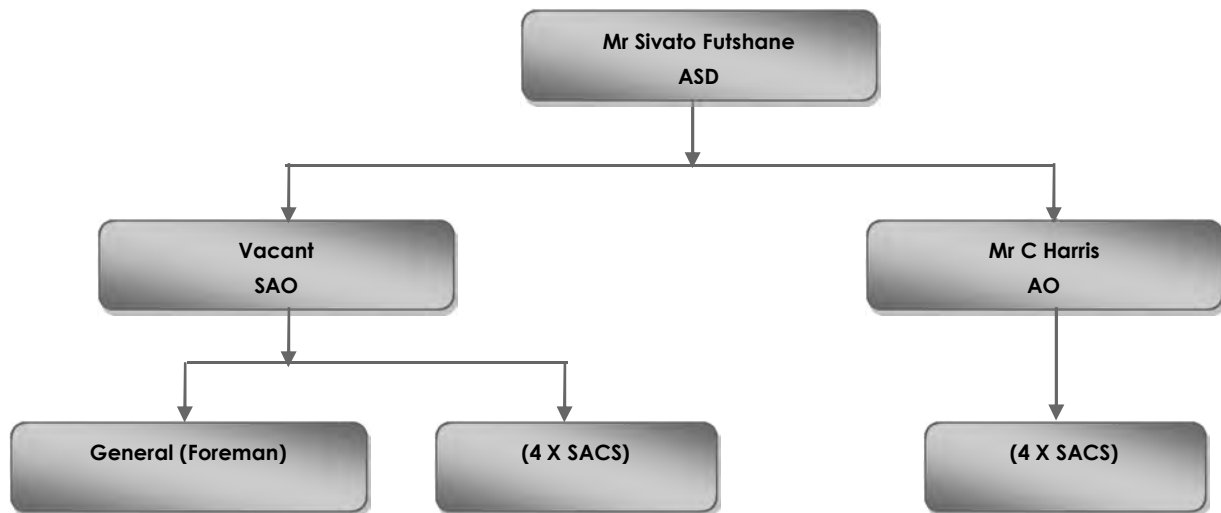 Mr Sivato Futshane
ASD
Vacant
SAO
Mr C Harris
AO
General (Foreman)
(4 X SACS)
(4 X SACS)